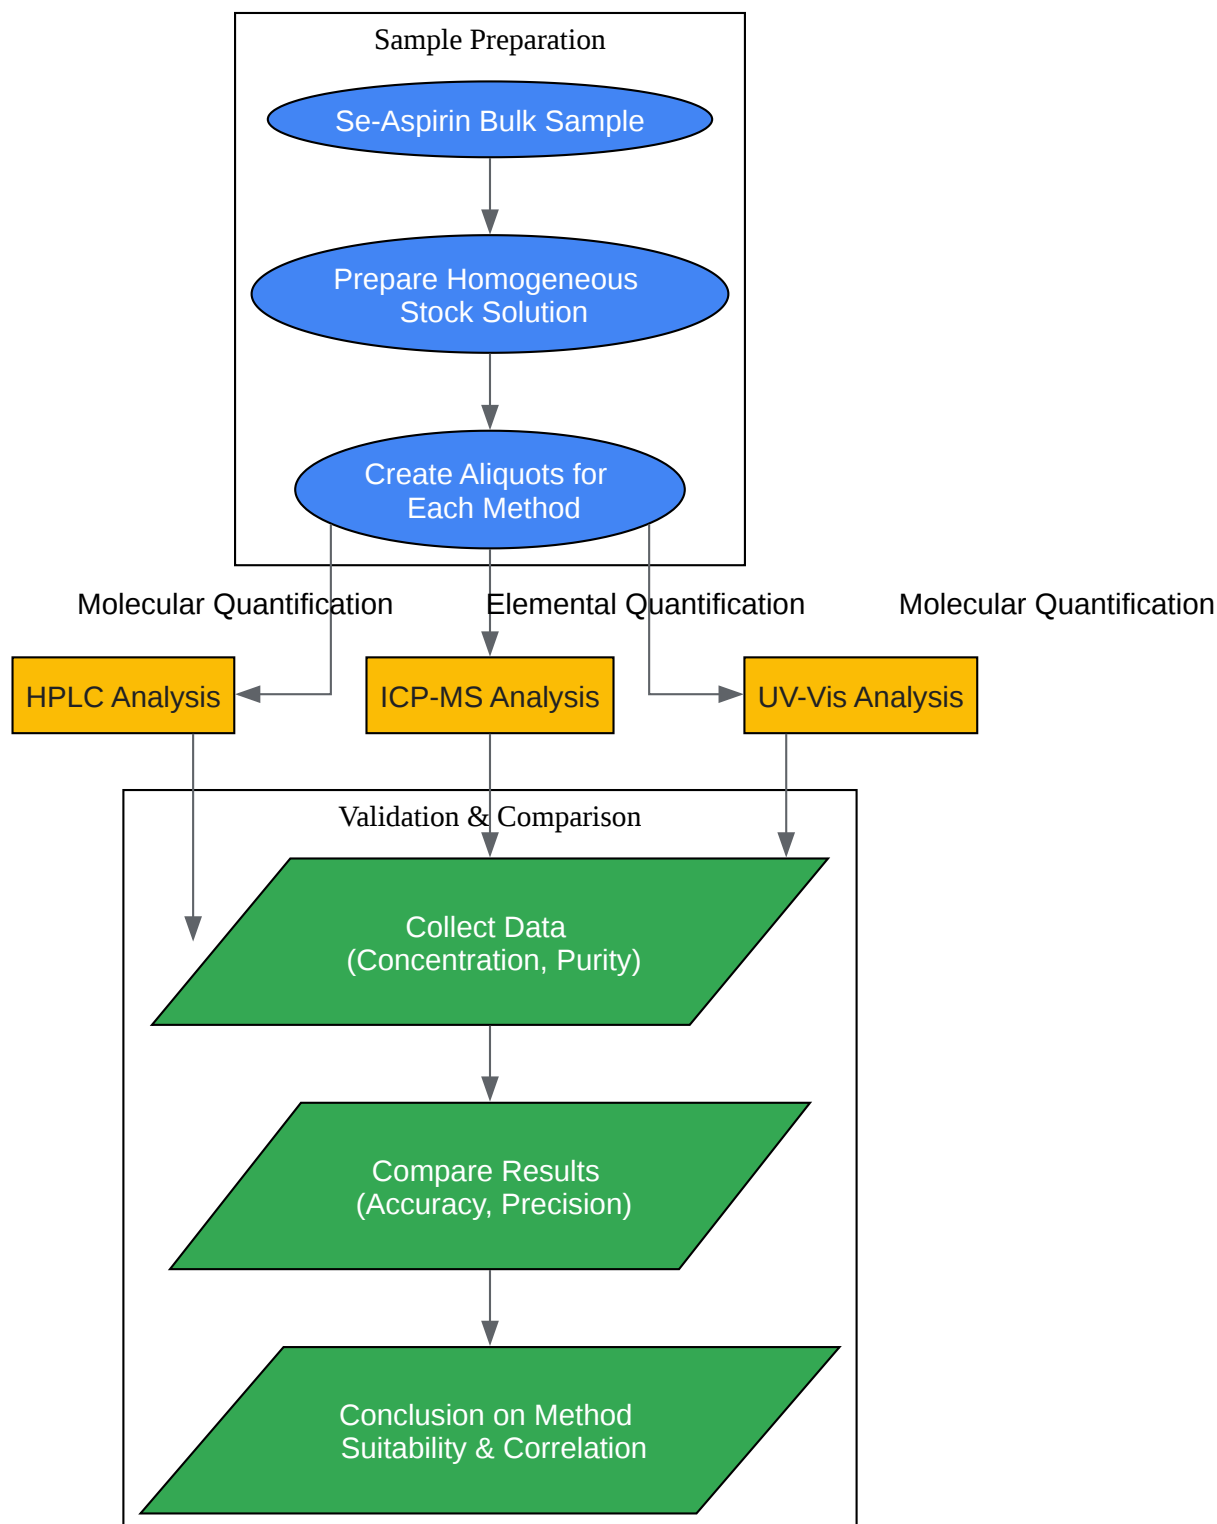 Sample Preparation
Se-Aspirin Bulk Sample
Prepare Homogeneous
Stock Solution
Create Aliquots for
Each Method
Molecular Quantification
Elemental Quantification
Molecular Quantification
HPLC Analysis
ICP-MS Analysis
UV-Vis Analysis
Validation & Comparison
Collect Data
(Concentration, Purity)
Compare Results
(Accuracy, Precision)
Conclusion on Method
Suitability & Correlation